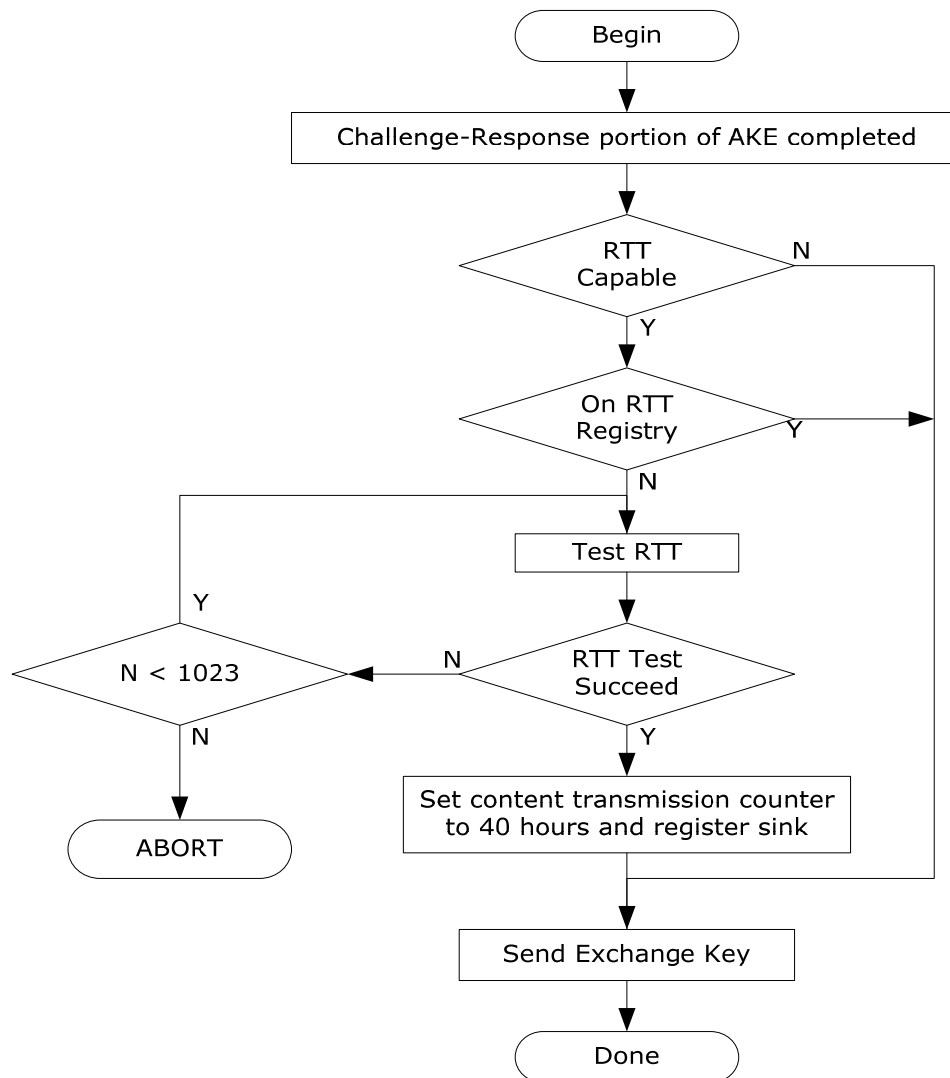 Begin
Challenge-Response portion of AKE completed
RTT
Capable
N
Y
On RTT
Registry
Y
N
Test RTT
Y
N < 1023
N
RTT Test
Succeed
N
Y
Set content transmission counter
to 40 hours and register sink
ABORT
Send Exchange Key
Done